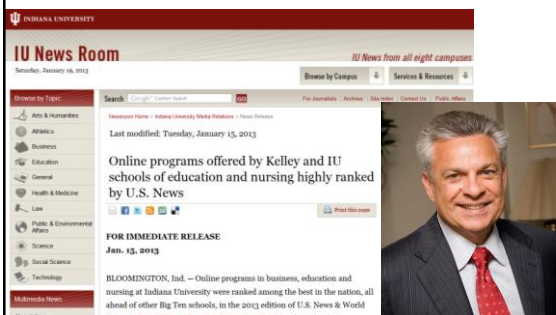 INDIANA UNIVERSITY
IU News Room
IU News from all eight campuses
Saturday, January 19, 2013
Browse by Campus
Services & Resources
Browse by Topic
Search
Google Custom Search
GO
For Journalists | Archives | Site Index | Contact Us | Public Affairs
Arts & Humanities
Athletics
Business
Education
General
Health & Medicine
Law
Public & Environmental
Affairs
Science
Social Science
Technology
Multimedia News
Newsroom Home > Indiana University Media Relations > News Release
Last modified: Tuesday, January 15, 2013
Online programs offered by Kelley and IU
schools of education and nursing highly ranked
by U.S. News
Print this page
FOR IMMEDIATE RELEASE
Jan. 15, 2013
BLOOMINGTON, Ind. -- Online programs in business, education and
nursing at Indiana University were ranked among the best in the nation, all
ahead of other Big Ten schools, in the 2013 edition of U.S. News & World